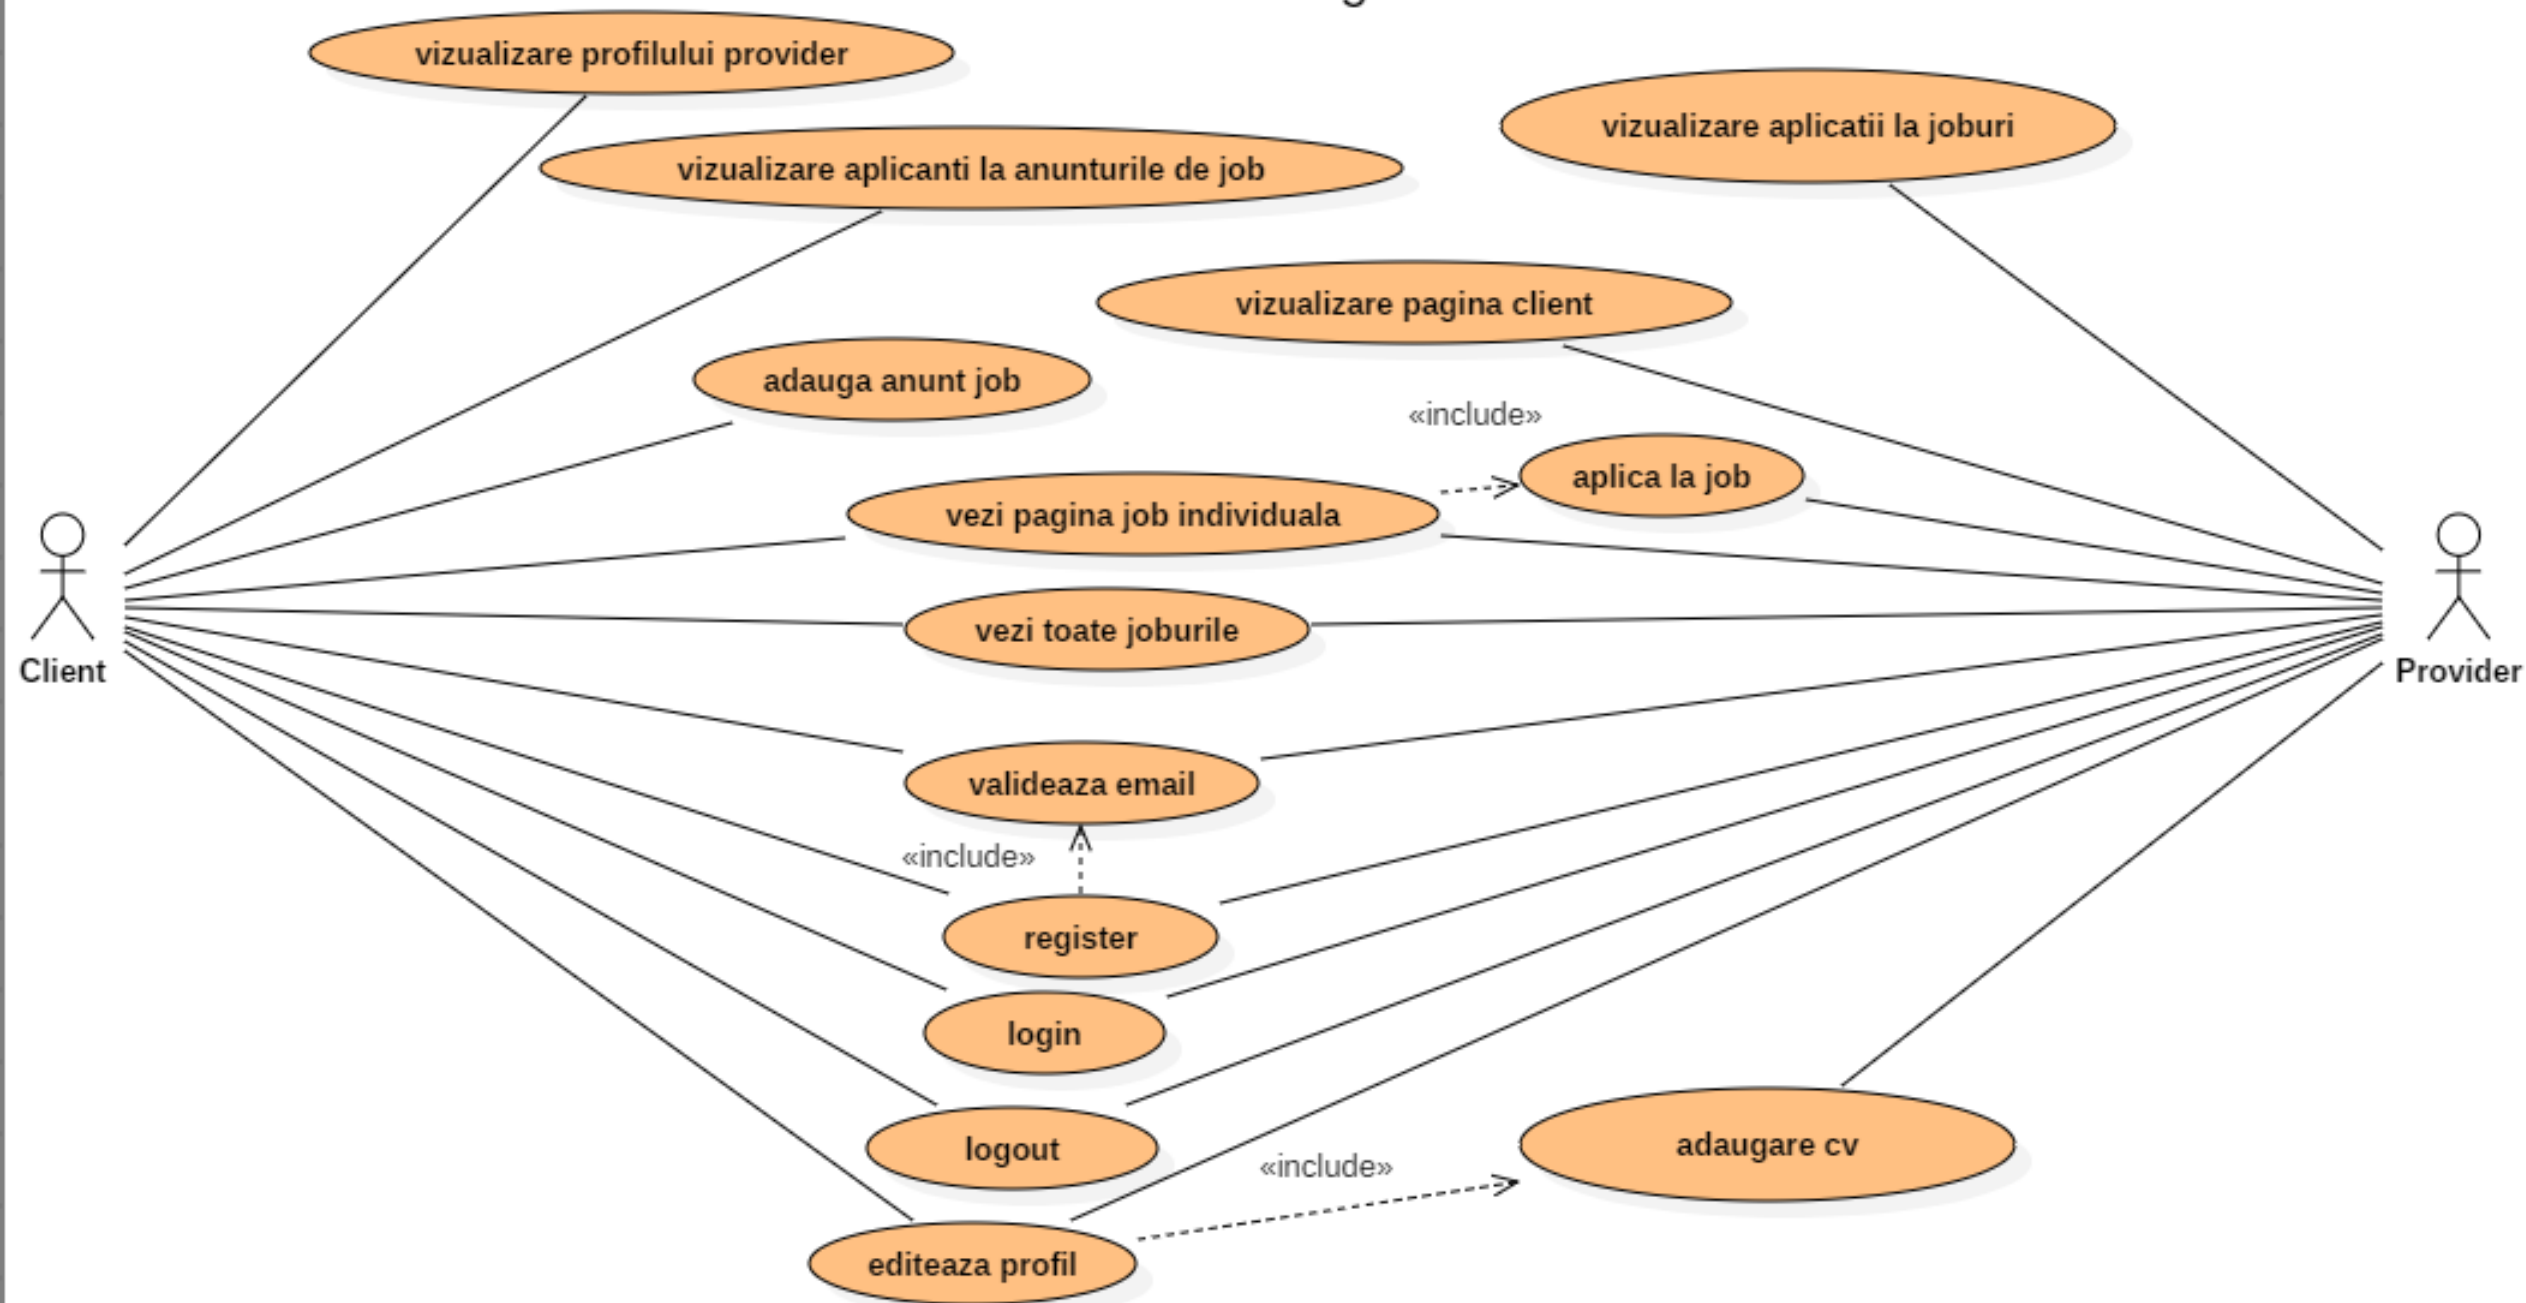 vizualizare profilului provider
vizualizare aplicatii la joburi
vizualizare aplicanti la anunturile de job
vizualizare pagina client
adauga anunt job
«include»
aplica la job
vezi pagina job individuala
vezi toate joburile
Client
Provider
valideaza email
«include»
register
login
logout
adaugare cv
«include»
editeaza profil